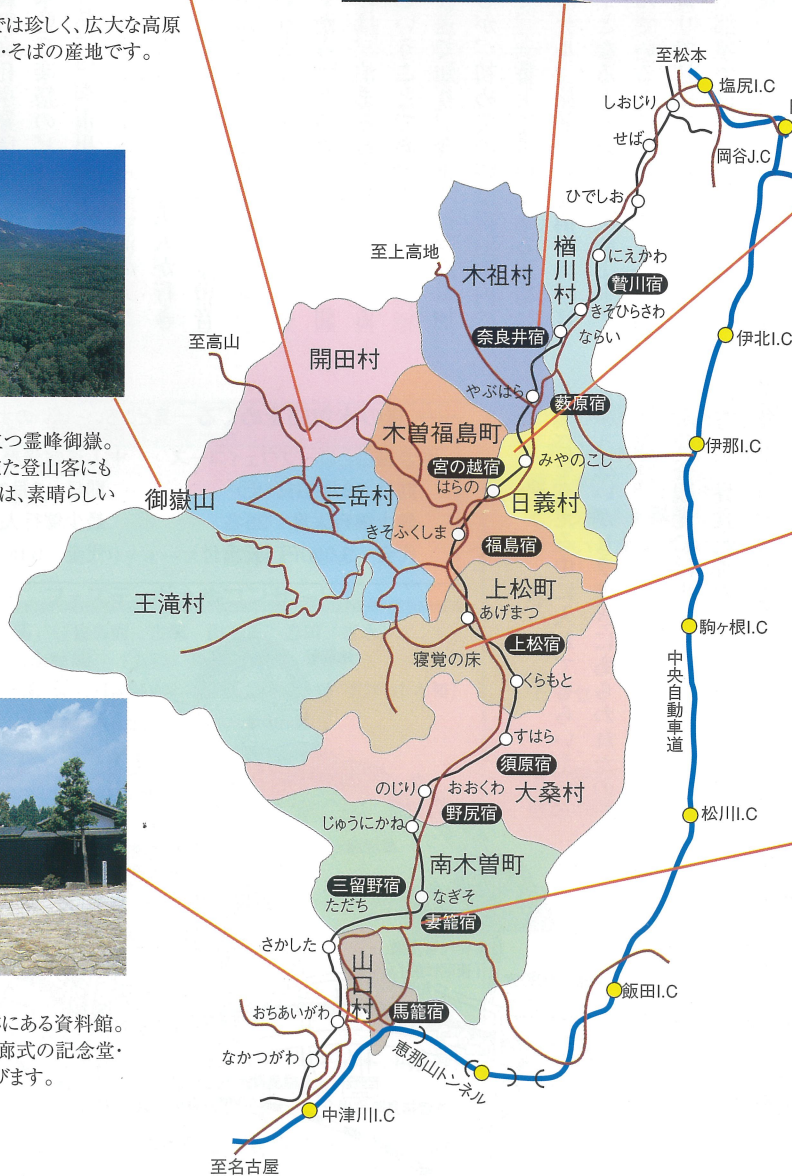 では珍しく、広大な高原
・そばの産地です。
至松本
塩尻I.C
しおじり
せば
岡谷J.C
ひでしお
至上高地
木祖村
楢川村
にえかわ
贄川宿
きそひらさわ
奈良井宿
ならい
伊北I.C
至高山
開田村
やぶはら
薮原宿
木曽福島町
伊那I.C
つ霊峰御嶽。
た登山客にも
は、素晴らしい
宮の越宿
みやのこし
はらの
御嶽山
三岳村
日義村
きそふくしま
福島宿
上松町
王滝村
あげまつ
駒ヶ根I.C
上松宿
寝覚の床
中央自動車道
くらもと
すはら
須原宿
のじり
おおくわ
大桑村
野尻宿
松川I.C
じゅうにかね
南木曽町
三留野宿
なぎそ
ただち
妻籠宿
さかした
山口村
飯田I.C
おちあいがわ
馬籠宿
にある資料館。
廊式の記念堂・
びます。
なかつがわ
恵那山トンネル
中津川I.C
至名古屋